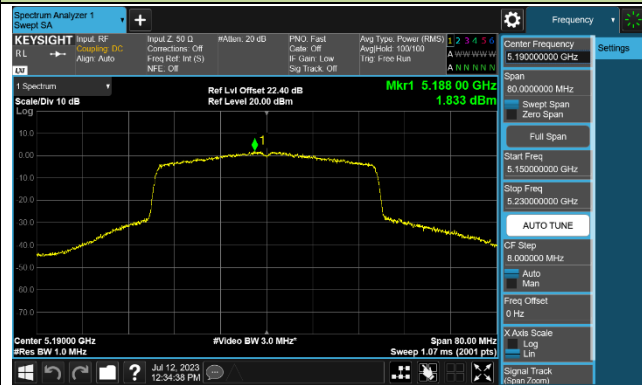 Spectrum Analyzer 1
Swept SA
+
Frequency
KEYSIGHT
RL
Input: RF
Coupling: DC
Align: Auto
Input Z: 50 Ω
Corrections: Off
Freq Ref: Int (S)
NFE: Off
#Atten: 20 dB
PNO: Fast
Gate: Off
IF Gain: Low
Sig Track: Off
Avg Type: Power (RMS)
Avg|Hold: 100/100
Trig: Free Run
1 2 3 4 5 6
A W W W W W
A N N N N N
LXI
1 Spectrum
Scale/Div 10 dB
Log
Ref Lvl Offset 22.40 dB
Ref Level 20.00 dBm
Mkr1 5.188 00 GHz
1.833 dBm
1
10.0
0.00
-10.0
-20.0
-30.0
-40.0
-50.0
-60.0
-70.0
Center 5.19000 GHz
#Res BW 1.0 MHz
#Video BW 3.0 MHz*
Span 80.00 MHz
Sweep 1.07 ms (2001 pts)
Jul 12, 2023
12:34:38 PM
?
Center Frequency
5.190000000 GHz
Settings
Span
80.0000000 MHz
Swept Span
Zero Span
Full Span
Start Freq
5.150000000 GHz
Stop Freq
5.230000000 GHz
AUTO TUNE
CF Step
8.000000 MHz
Auto
Man
Freq Offset
0 Hz
X Axis Scale
Log
Lin
Signal Track
(Span Zoom)